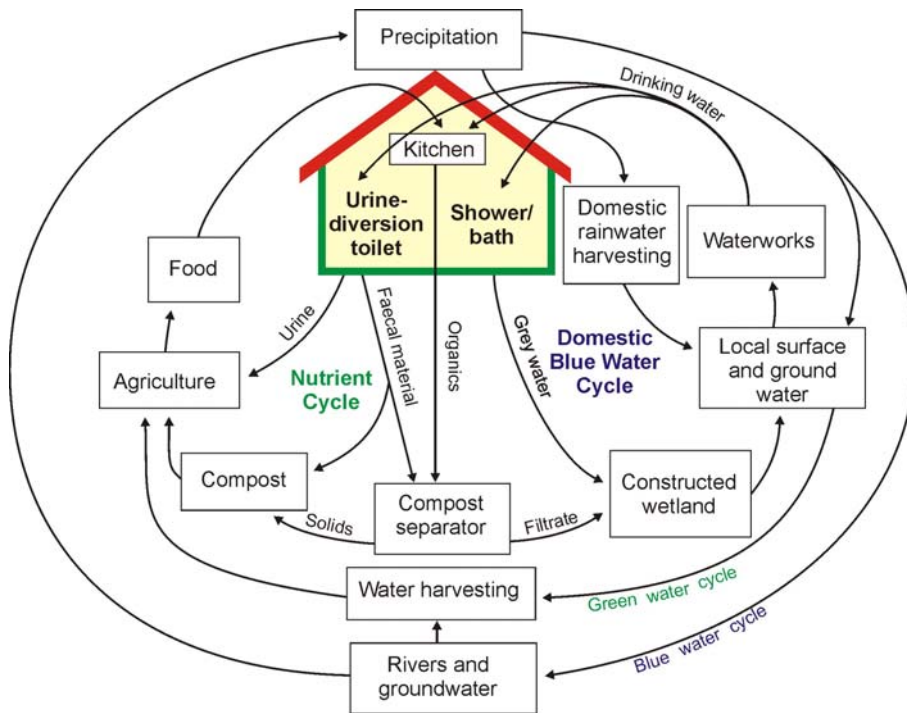 Precipitation
Drinking water
Kitchen
Urine-
diversion
toilet
Shower/
bath
Domestic
rainwater
harvesting
Waterworks
Food
Urine
Faecal material
Organics
Grey water
Domestic
Blue Water
Cycle
Local surface
and ground
water
Agriculture
Nutrient
Cycle
Compost
Solids
Compost
separator
Filtrate
Constructed
wetland
Water harvesting
Green water cycle
Blue water cycle
Rivers and
groundwater